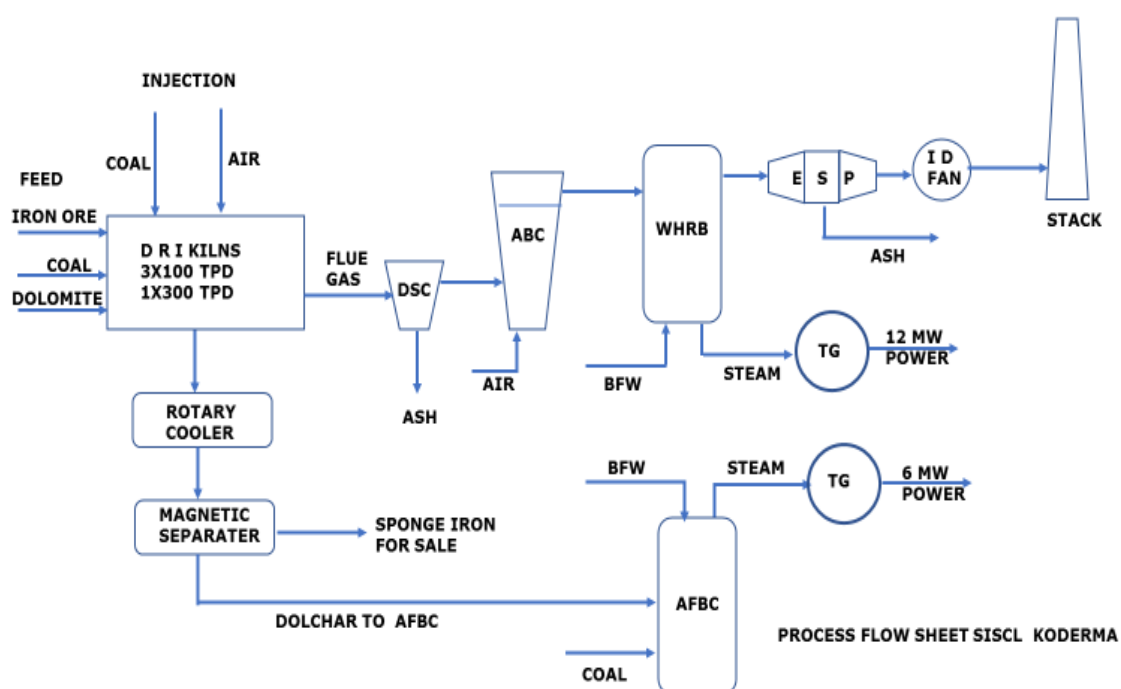 INJECTION
COAL
AIR
FEED
IRON ORE
COAL
DOLOMITE
D R I KILNS
3X100 TPD
1X300 TPD
FLUE
GAS
DSC
ASH
ABC
AIR
WHRB
BFW
STEAM
E S P
ASH
I D
FAN
STACK
TG
12 MW
POWER
ROTARY
COOLER
MAGNETIC
SEPARATER
SPONGE IRON
FOR SALE
DOLCHAR TO AFBC
BFW
STEAM
TG
6 MW
POWER
AFBC
COAL
PROCESS FLOW SHEET SISCL KODERMA